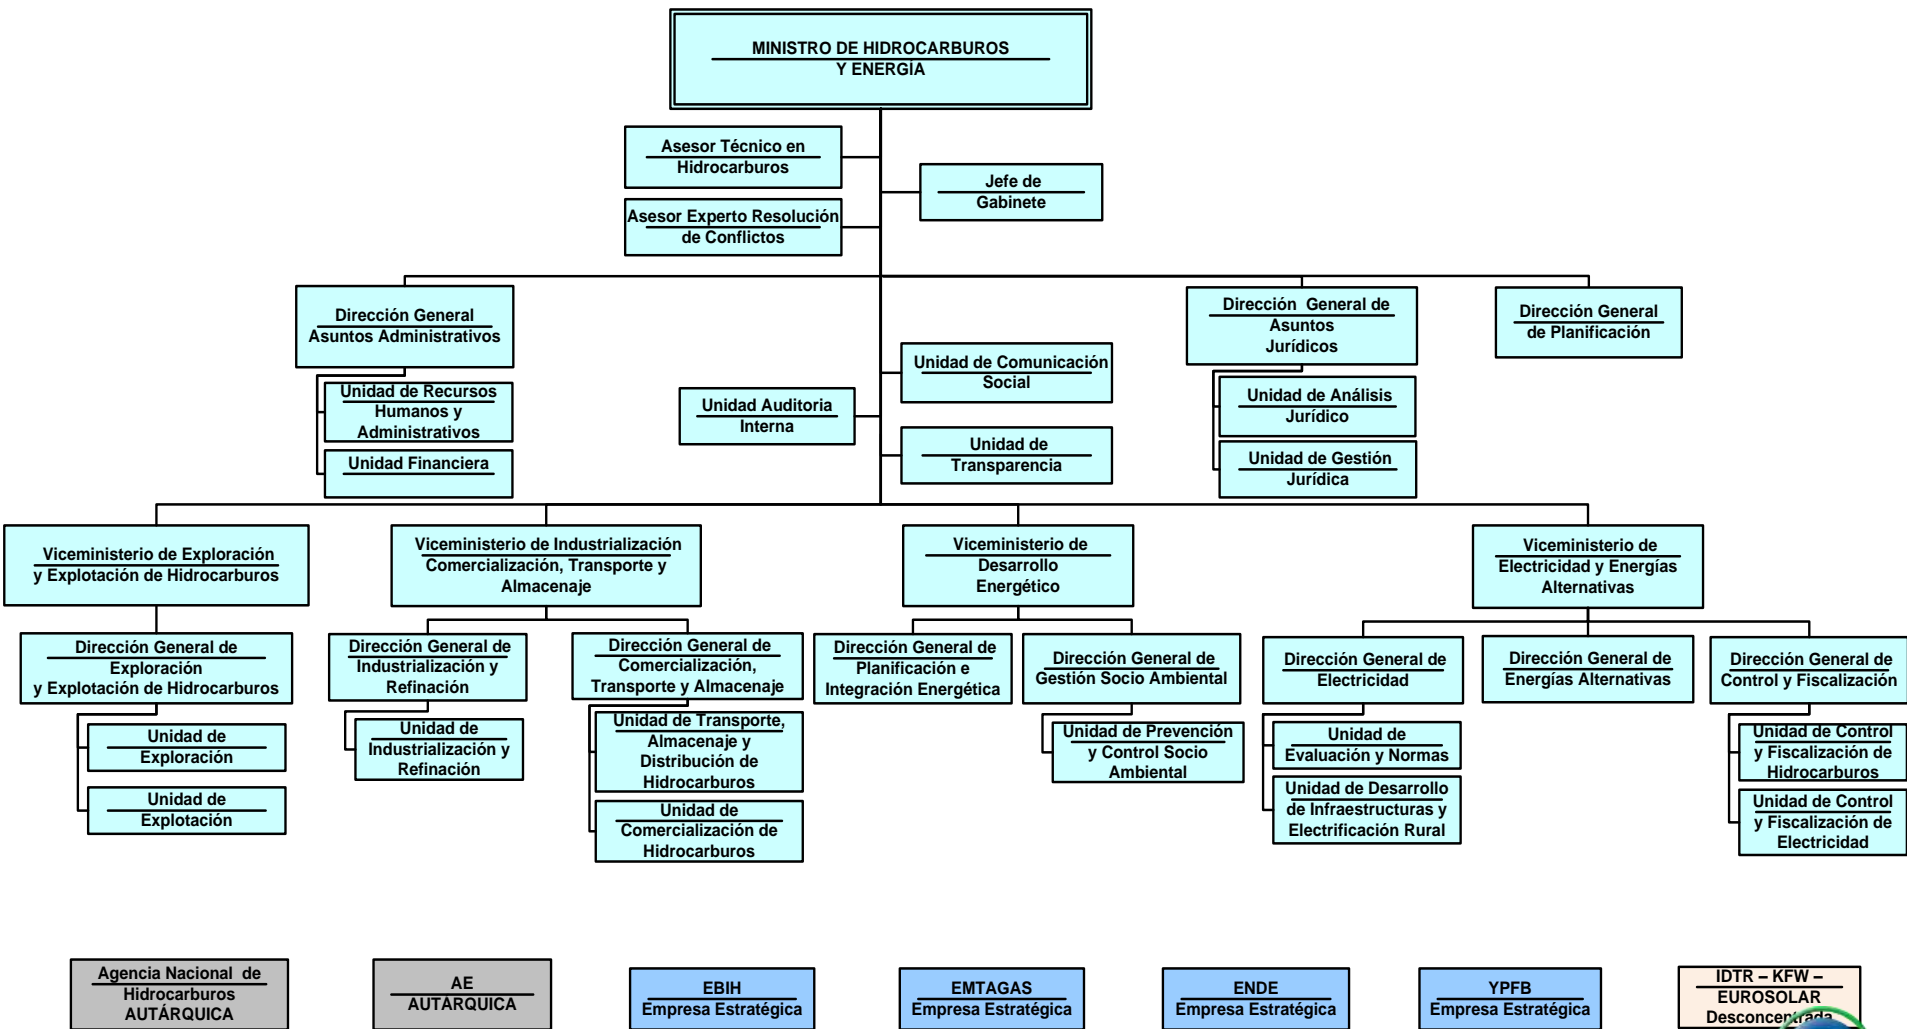 MINISTRO DE HIDROCARBUROS
Y ENERGÍA
Asesor Técnico en
Hidrocarburos
Jefe de
Gabinete
Asesor Experto Resolución
de Conflictos
Dirección General
Asuntos Administrativos
Dirección  General de
Asuntos
Jurídicos
Dirección General
de Planificación
Unidad de Recursos
Humanos y
Administrativos
Unidad Financiera
Unidad Auditoria
Interna
Unidad de Comunicación
Social
Unidad de
Transparencia
Unidad de Análisis
Jurídico
Unidad de Gestión
Jurídica
Viceministerio de Exploración
y Explotación de Hidrocarburos
Viceministerio de Industrialización
Comercialización, Transporte y
Almacenaje
Viceministerio de
Desarrollo
Energético
Viceministerio de
Electricidad y Energías
Alternativas
Dirección General de
Exploración
y Explotación de Hidrocarburos
Dirección General de
Industrialización y
Refinación
Dirección General de
Comercialización,
Transporte y Almacenaje
Dirección General de
Planificación e
Integración Energética
Dirección General de
Gestión Socio Ambiental
Dirección General de
Electricidad
Dirección General de
Energías Alternativas
Dirección General de
Control y Fiscalización
Unidad de
Exploración
Unidad de
Explotación
Unidad de
Industrialización y
Refinación
Unidad de Transporte,
Almacenaje y
Distribución de
Hidrocarburos
Unidad de
Comercialización de
Hidrocarburos
Unidad de Prevención
y Control Socio
Ambiental
Unidad de
Evaluación y Normas
Unidad de Desarrollo
de Infraestructuras y
Electrificación Rural
Unidad de Control
y Fiscalización de
Hidrocarburos
Unidad de Control
y Fiscalización de
Electricidad
Agencia Nacional  de
Hidrocarburos
AUTÁRQUICA
AE
AUTÁRQUICA
EBIH
Empresa Estratégica
EMTAGAS
Empresa Estratégica
ENDE
Empresa Estratégica
YPFB
Empresa Estratégica
IDTR – KFW –
EUROSOLAR
Desconcentrada